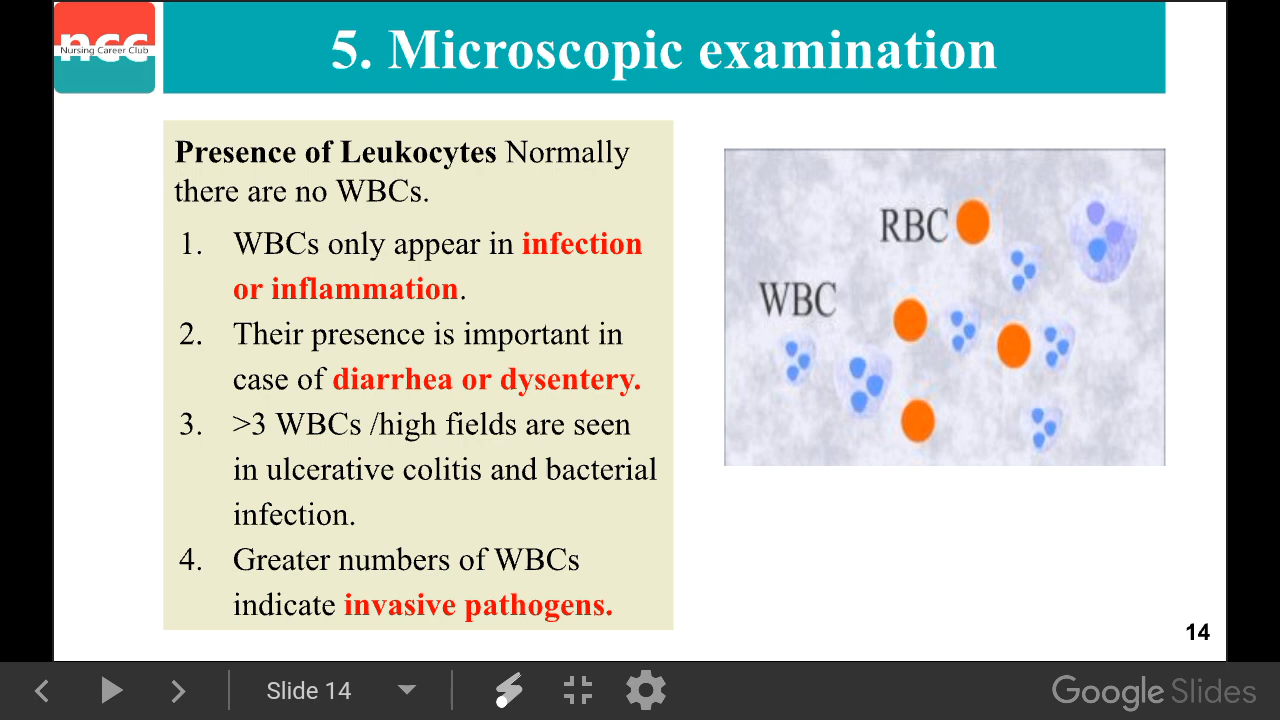 ncc
Nursing Career Club
5. Microscopic examination
Presence of Leukocytes Normally
there are no WBCs.
1. WBCs only appear in infection
or inflammation.
2. Their presence is important in
case of diarrhea or dysentery.
3. >3 WBCs /high fields are seen
in ulcerative colitis and bacterial
infection.
4. Greater numbers of WBCs
indicate invasive pathogens.
RBC
WBC
14
Slide 14
Google Slides